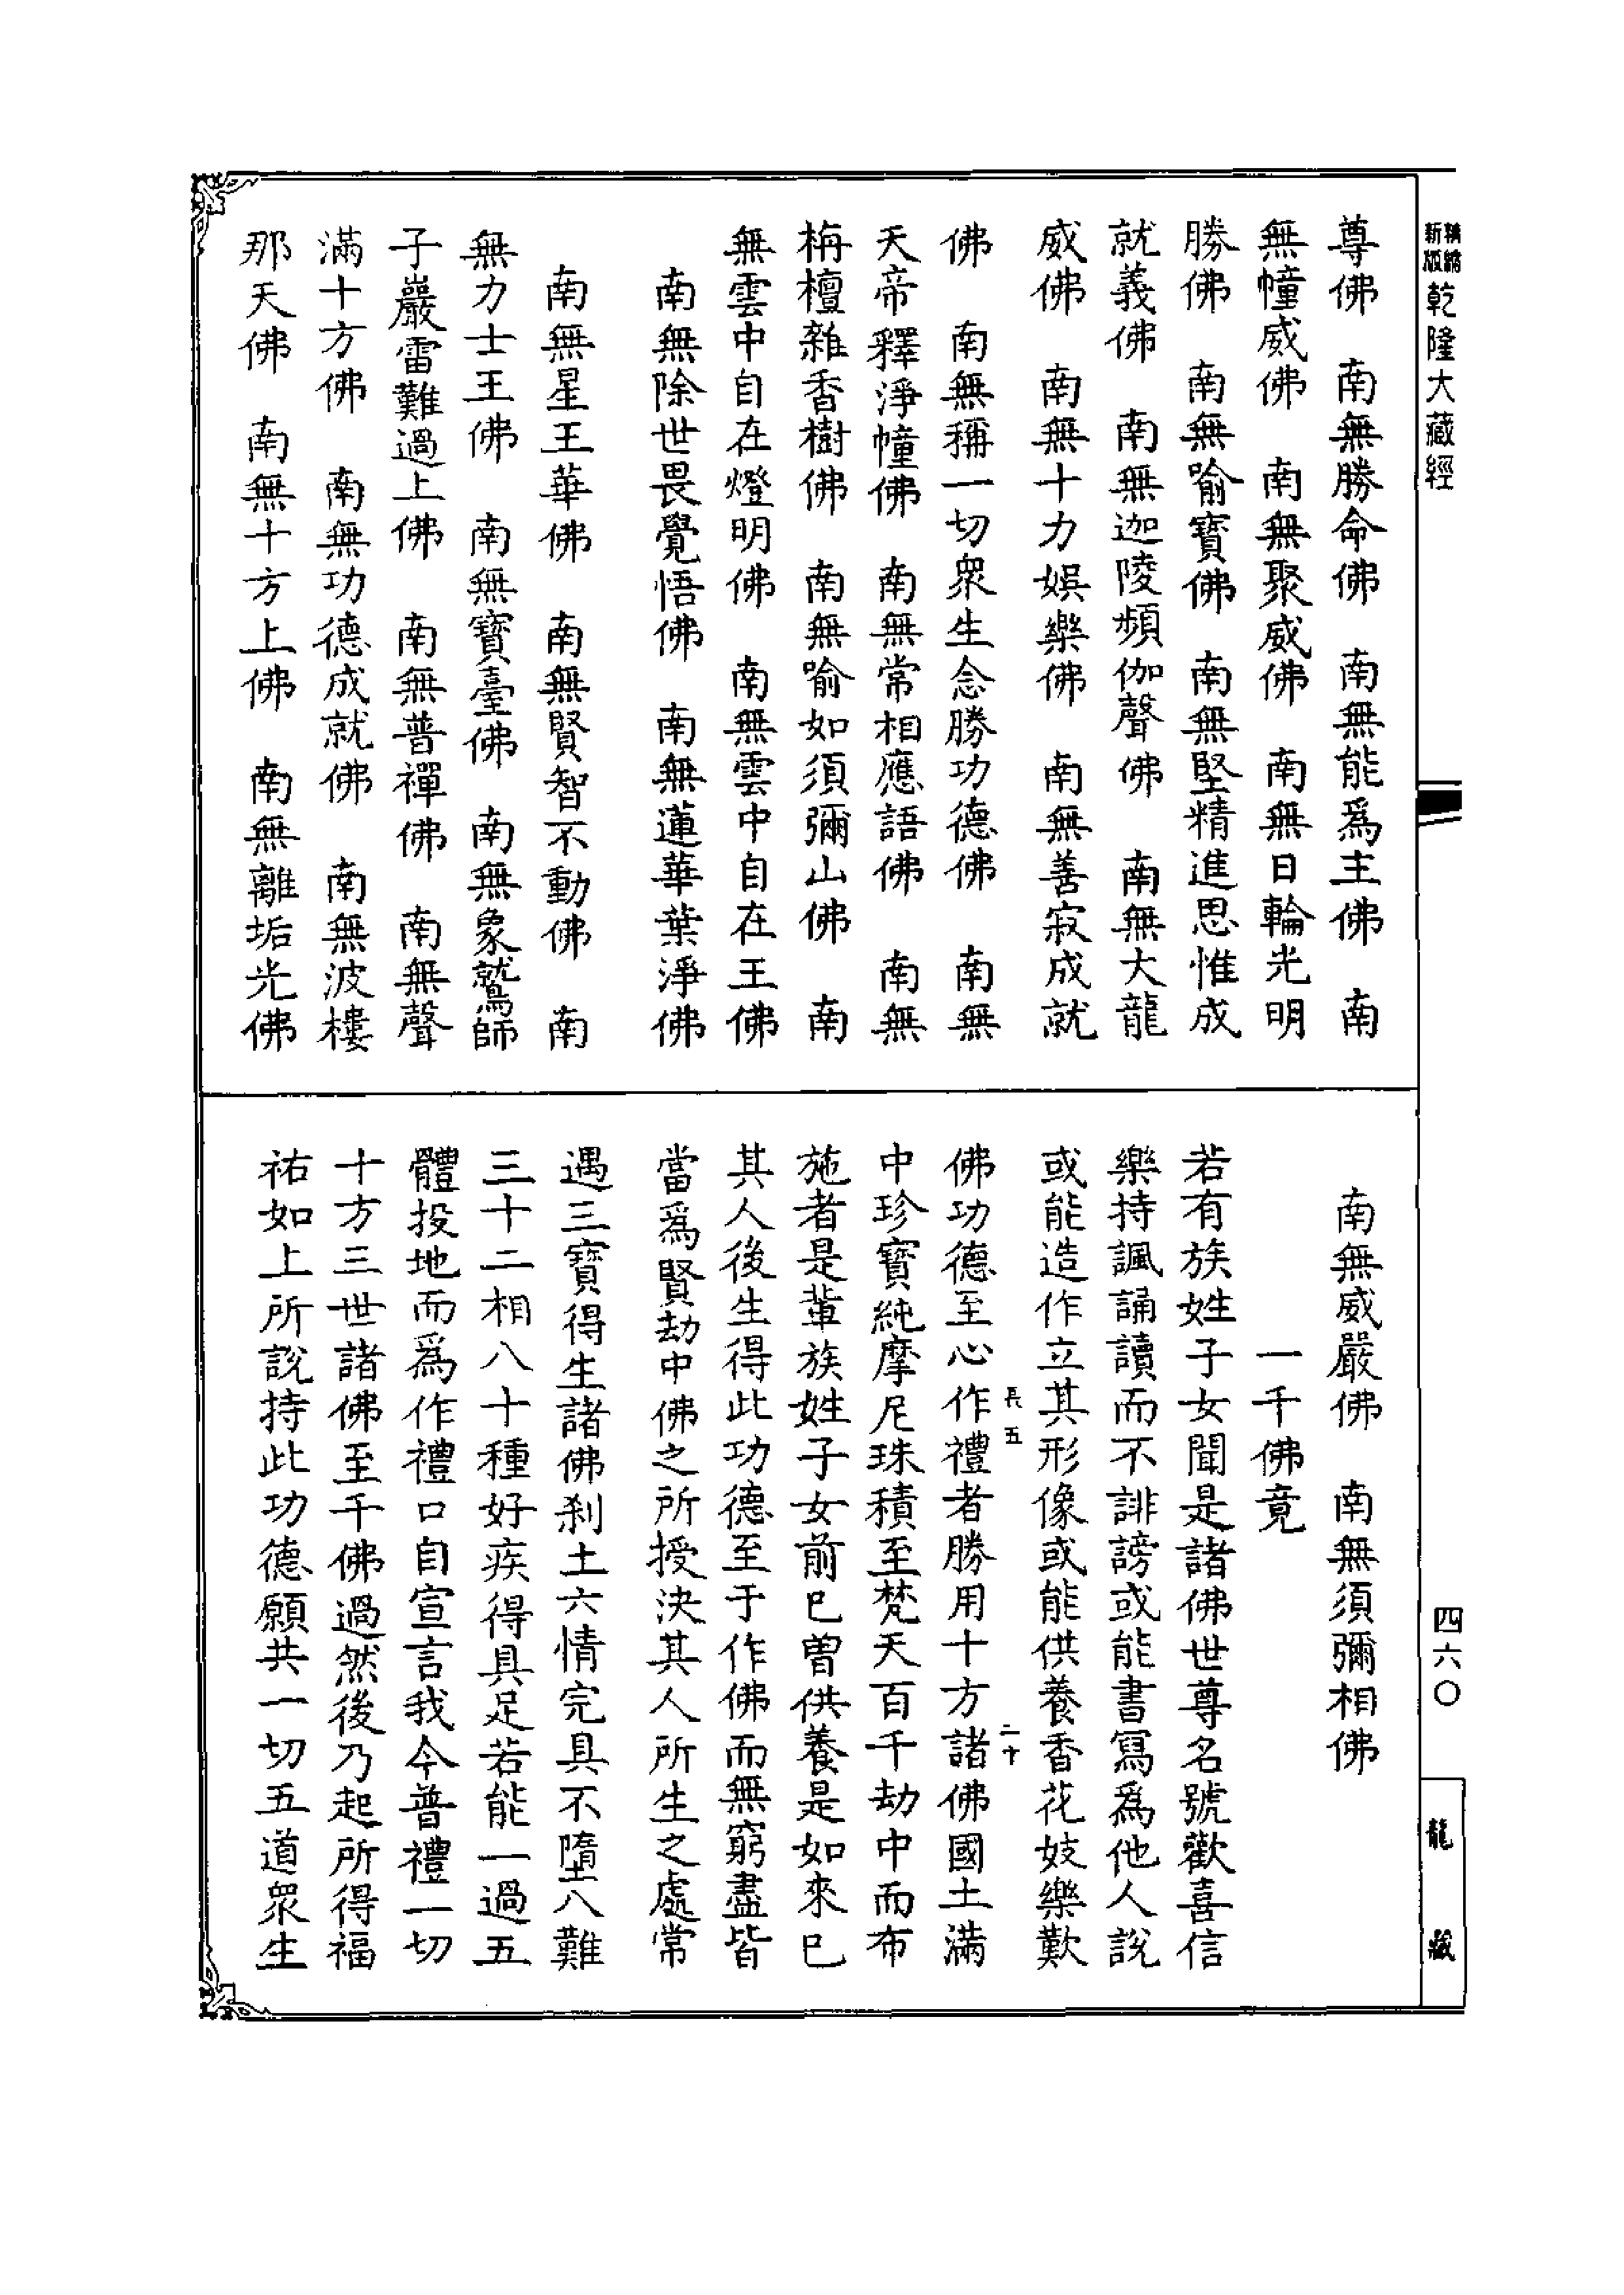 精繕
新版
乾隆大藏經
尊佛　南無勝命佛　南無能爲主佛　南
無幢威佛　南無聚威佛　南無日輪光明
勝佛　南無喻寶佛　南無堅精進思惟成
就義佛　南無迦陵頻伽聲佛　南無大龍
威佛　南無十力娛樂佛　南無善寂成就
佛　南無稱一切衆生念勝功德佛　南無
天帝釋淨幢佛　南無常相應語佛　南無
栴檀雜香樹佛　南無喻如須彌山佛　南
無雲中自在燈明佛　南無雲中自在王佛
南無除世畏覺悟佛　南無蓮華葉淨佛
南無星王華佛　南無賢智不動佛　南
無力士王佛　南無寶臺佛　南無象鷲師
子嚴雷難過上佛　南無普禪佛　南無聲
滿十方佛　南無功德成就佛　南無波樓
那天佛　南無十方上佛　南無離垢光佛
南無威嚴佛　南無須彌相佛
一千佛竟
若有族姓子女聞是諸佛世尊名號歡喜信
樂持諷誦讀而不誹謗或能書寫爲他人說
或能造作立其形像或能供養香花妓樂歎
長五　二十
佛功德至心作禮者勝用十方諸佛國土滿
中珍寶純摩尼珠積至梵天百千劫中而布
施者是輩族姓子女前已曾供養是如來已
其人後生得此功德至于作佛而無窮盡皆
當爲賢劫中佛之所授決其人所生之處常
遇三寶得生諸佛刹土六情完具不墮八難
三十二相八十種好疾得具足若能一過五
體投地而爲作禮口自宣言我今普禮一切
十方三世諸佛至千佛過然後乃起所得福
祐如上所說持此功德願共一切五道衆生
四六〇
龍藏